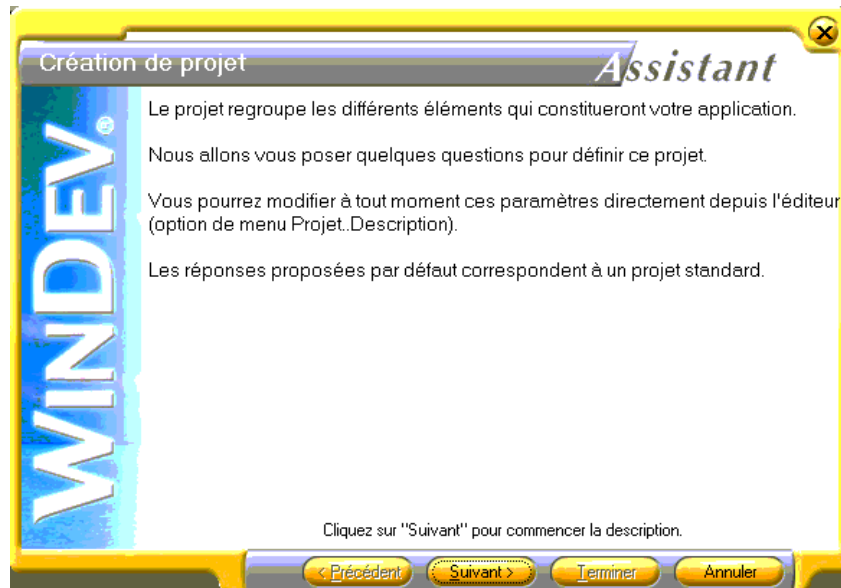 Création de projet
Assistant
WINDEV®
Le projet regroupe les différents éléments qui constitueront votre application.
Nous allons vous poser quelques questions pour définir ce projet.
Vous pourrez modifier à tout moment ces paramètres directement depuis l'éditeur
(option de menu Projet..Description).
Les réponses proposées par défaut correspondent à un projet standard.
Cliquez sur "Suivant" pour commencer la description.
< Précédent Suivant > Terminer Annuler